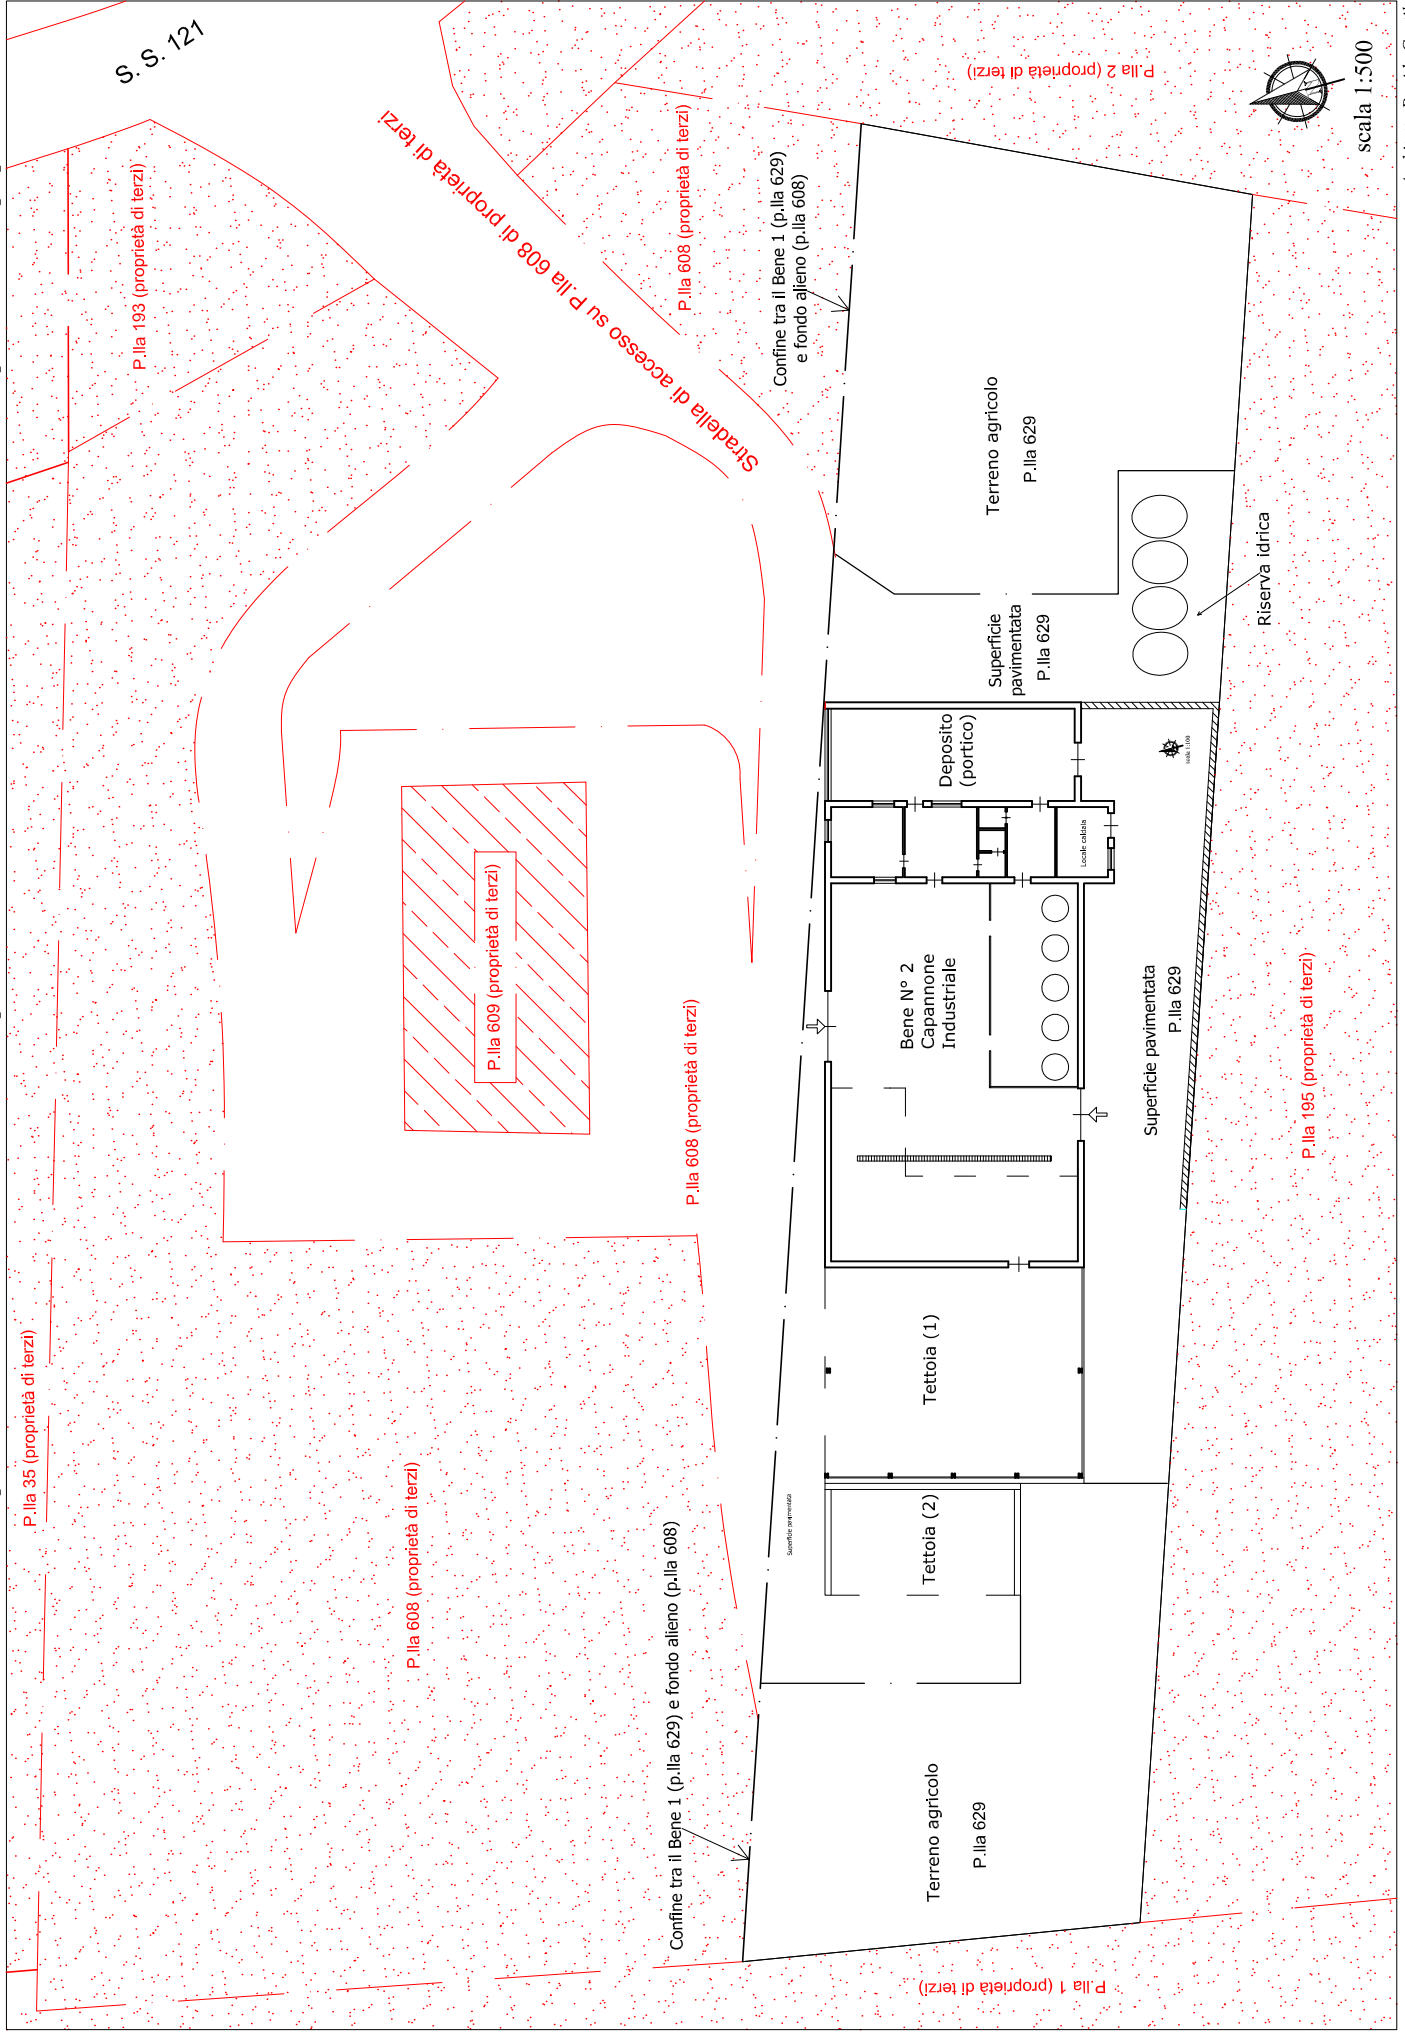 S. S. 121
P.lla 193 (proprietà di terzi)
Stradella di accesso su P.lla 608 di proprietà di terzi
P.lla 608 (proprietà di terzi)
P.lla 2 (proprietà di terzi)
scala 1:500
Confine tra il Bene 1 (p.lla 629)
e fondo alieno (p.lla 608)
Terreno agricolo
P.lla 629
Riserva idrica
Superficie
pavimentata
P.lla 629
Deposito
(portico)
scala 1:100
Locale caldaia
P.lla 609 (proprietà di terzi)
P.lla 608 (proprietà di terzi)
Bene N° 2
Capannone
Industriale
Superficie pavimentata
P.lla 629
P.lla 195 (proprietà di terzi)
P.lla 35 (proprietà di terzi)
P.lla 608 (proprietà di terzi)
Tettoia (1)
Tettoia (2)
Superficie pavimentata
Confine tra il Bene 1 (p.lla 629) e fondo alieno (p.lla 608)
Terreno agricolo
P.lla 629
P.lla 1 (proprietà di terzi)